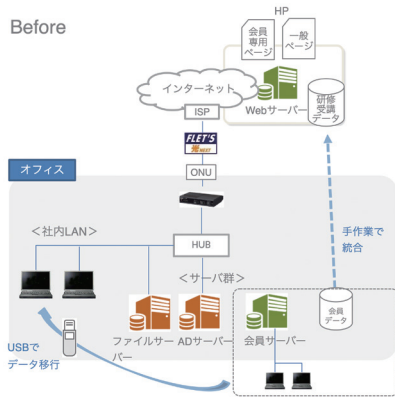 Before
HP
会員
専用
ページ
一般
ページ
インターネット
ISP
Webサーバー
研修
受講
データ
FLET'S
光NEXT
ONU
オフィス
<社内LAN>
HUB
手作業で
統合
<サーバ群>
ファイルサー
バー
ADサーバー
会員サーバー
会員
データ
USBで
データ移行